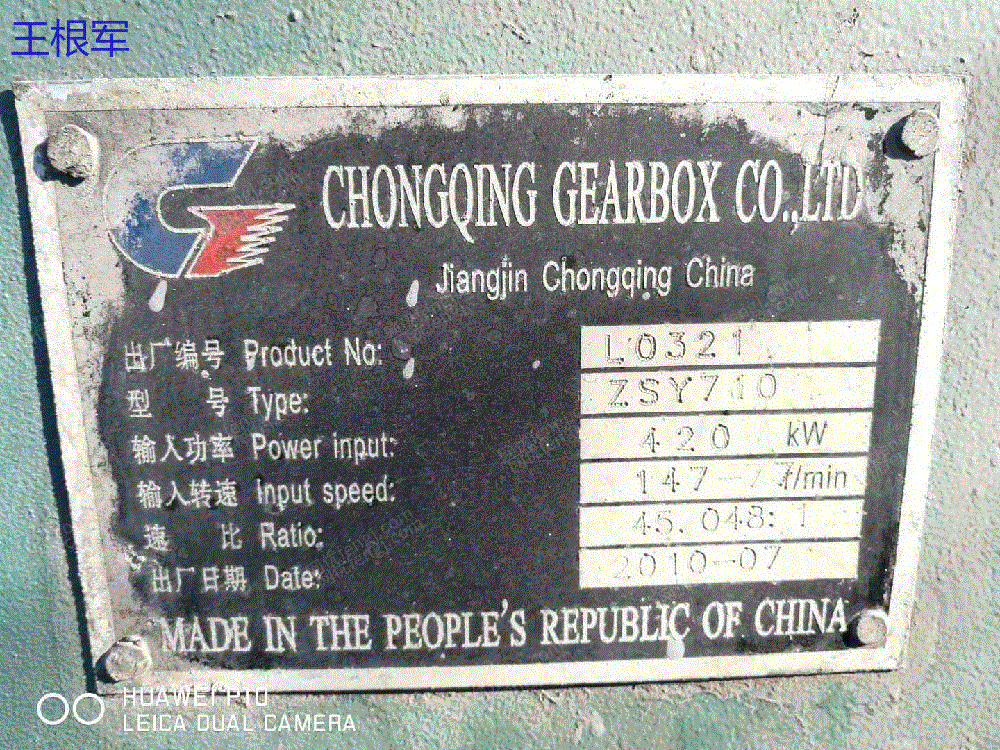 王根军
CHONGQING GEARBOX CO.,LTD
Jiangjin Chongqing China
出厂编号 Product No: L0321
型 号 Type: ZSY710
输入功率 Power input: 420 kW
输入转速 Input speed: r/min
速 比 Ratio: 45.048:1
出厂日期 Date: 2010-07
MADE IN THE PEOPLE'S REPUBLIC OF CHINA
HUAWEI P10
LEICA DUAL CAMERA